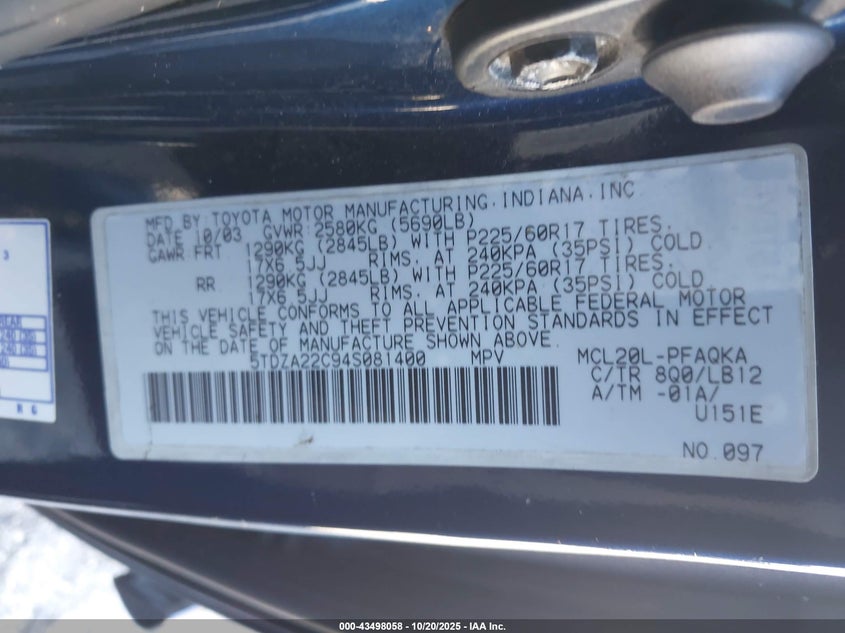 MFD.BY:TOYOTA MOTOR MANUFACTURING.INDIANA.INC
DATE 10/03 GVWR:2580KG (5690LB)
GAWR:FRT 1290KG (2845LB) WITH P225/60R17 TIRES.
17X6.5JJ RIMS. AT 240KPA (35PSI) COLD
RR 1290KG (2845LB) WITH P225/60R17 TIRES.
17X6.5JJ RIMS. AT 240KPA (35PSI) COLD
THIS VEHICLE CONFORMS TO ALL APPLICABLE FEDERAL MOTOR
VEHICLE SAFETY AND THEFT PREVENTION STANDARDS IN EFFECT
ON THE DATE OF MANUFACTURE SHOWN ABOVE.
5TDZA22C94S081400 MPV
MCL20L-PFAQKA
C/TR 8Q0/LB12
A/TM -01A/
U151E
NO.097
3
REAR
R G
000-43498058 - 10/20/2025 - IAA Inc.